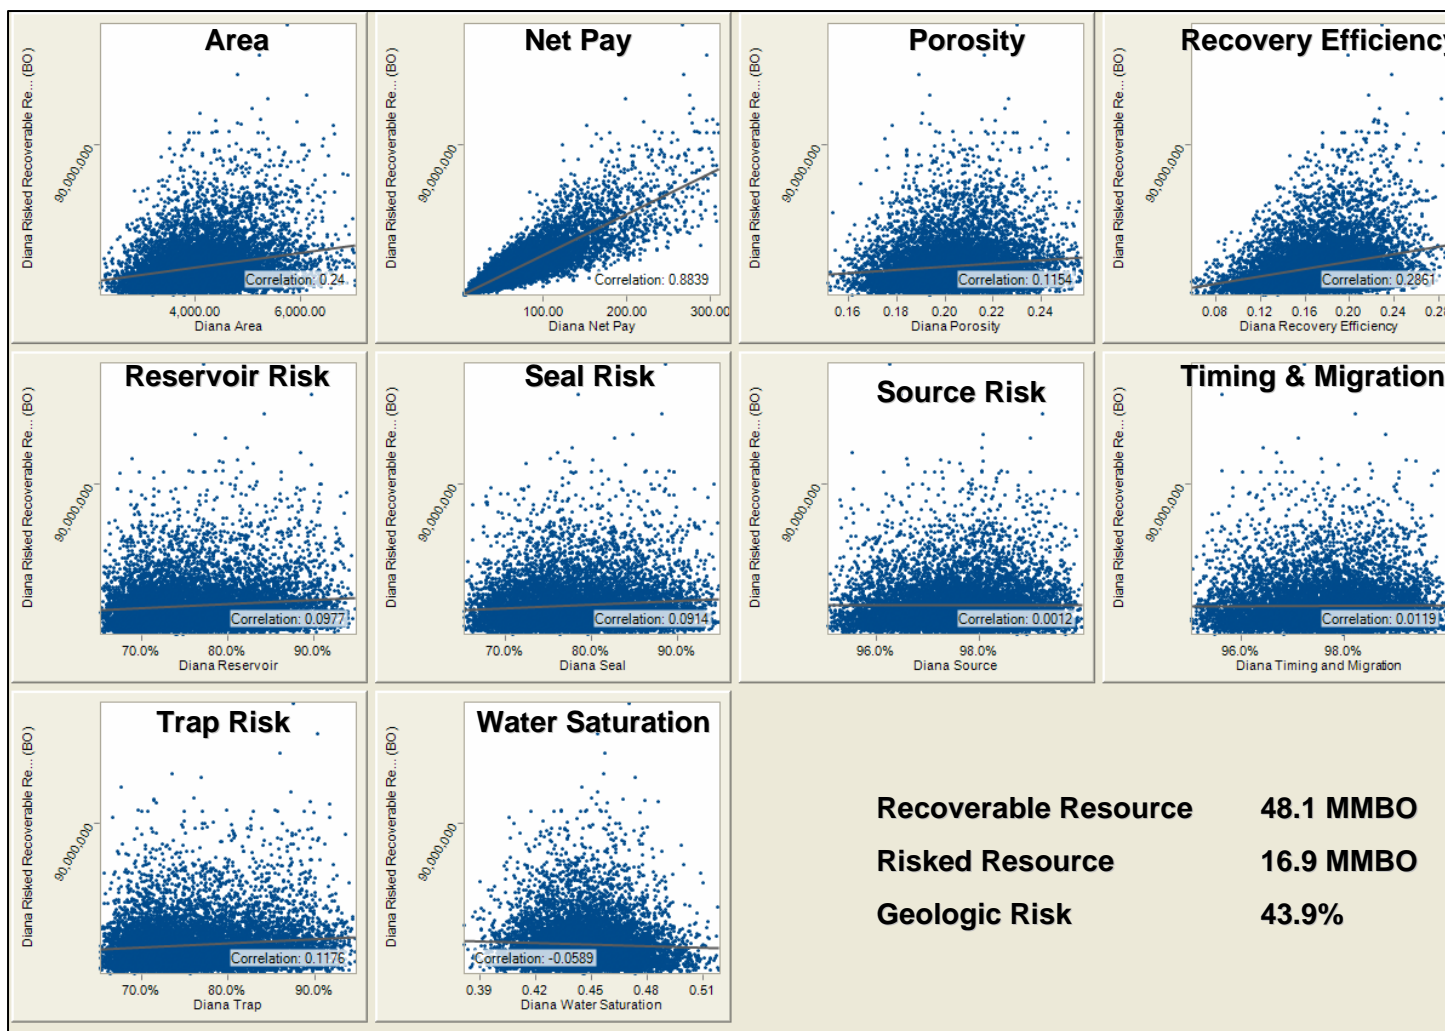 Area
Diana Risked Recoverable Re... (BO)
90,000,000
Correlation: 0.24
4,000.00 6,000.00
Diana Area
Net Pay
Diana Risked Recoverable Re... (BO)
90,000,000
Correlation: 0.8839
100.00 200.00 300.00
Diana Net Pay
Porosity
Diana Risked Recoverable Re... (BO)
90,000,000
Correlation: 0.1154
0.16 0.18 0.20 0.22 0.24
Diana Porosity
Recovery Efficiency
Diana Risked Recoverable Re... (BO)
90,000,000
Correlation: 0.2861
0.08 0.12 0.16 0.20 0.24 0.28
Diana Recovery Efficiency
Reservoir Risk
Diana Risked Recoverable Re... (BO)
90,000,000
Correlation: 0.0977
70.0% 80.0% 90.0%
Diana Reservoir
Seal Risk
Diana Risked Recoverable Re... (BO)
90,000,000
Correlation: 0.0914
70.0% 80.0% 90.0%
Diana Seal
Source Risk
Diana Risked Recoverable Re... (BO)
90,000,000
Correlation: 0.0012
96.0% 98.0%
Diana Source
Timing & Migration
Diana Risked Recoverable Re... (BO)
90,000,000
Correlation: 0.0119
96.0% 98.0%
Diana Timing and Migration
Trap Risk
Diana Risked Recoverable Re... (BO)
90,000,000
Correlation: 0.1176
70.0% 80.0% 90.0%
Diana Trap
Water Saturation
Diana Risked Recoverable Re... (BO)
90,000,000
Correlation: -0.0589
0.39 0.42 0.45 0.48 0.51
Diana Water Saturation
Recoverable Resource 48.1 MMBO
Risked Resource 16.9 MMBO
Geologic Risk 43.9%